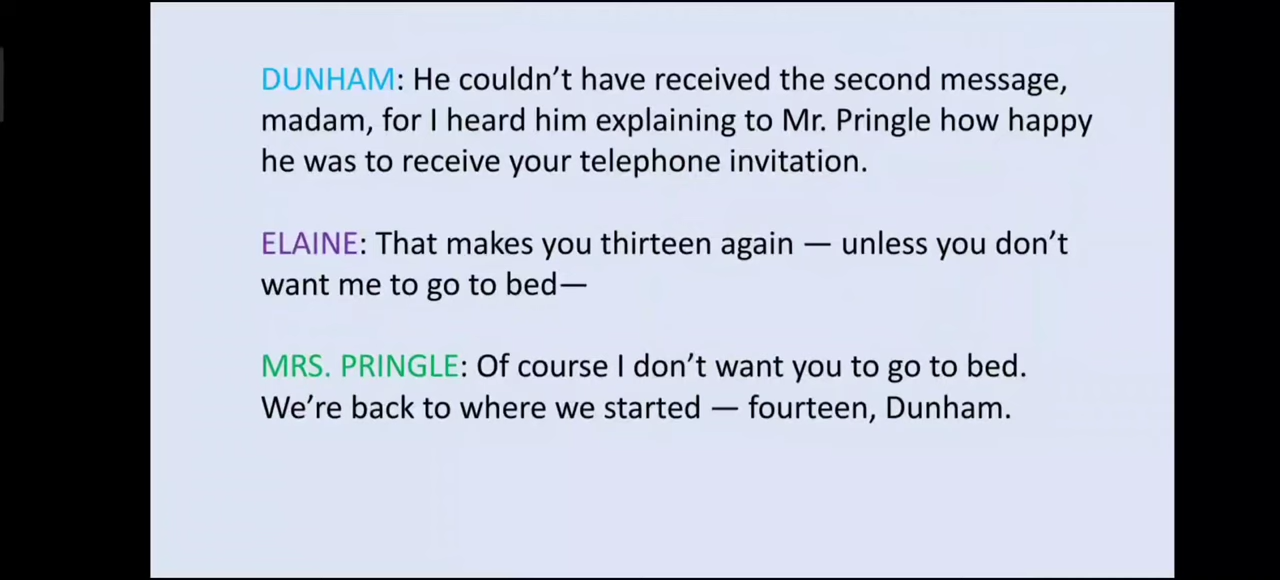 DUNHAM: He couldn’t have received the second message,
madam, for I heard him explaining to Mr. Pringle how happy
he was to receive your telephone invitation.
ELAINE: That makes you thirteen again — unless you don’t
want me to go to bed—
MRS. PRINGLE: Of course I don’t want you to go to bed.
We’re back to where we started — fourteen, Dunham.